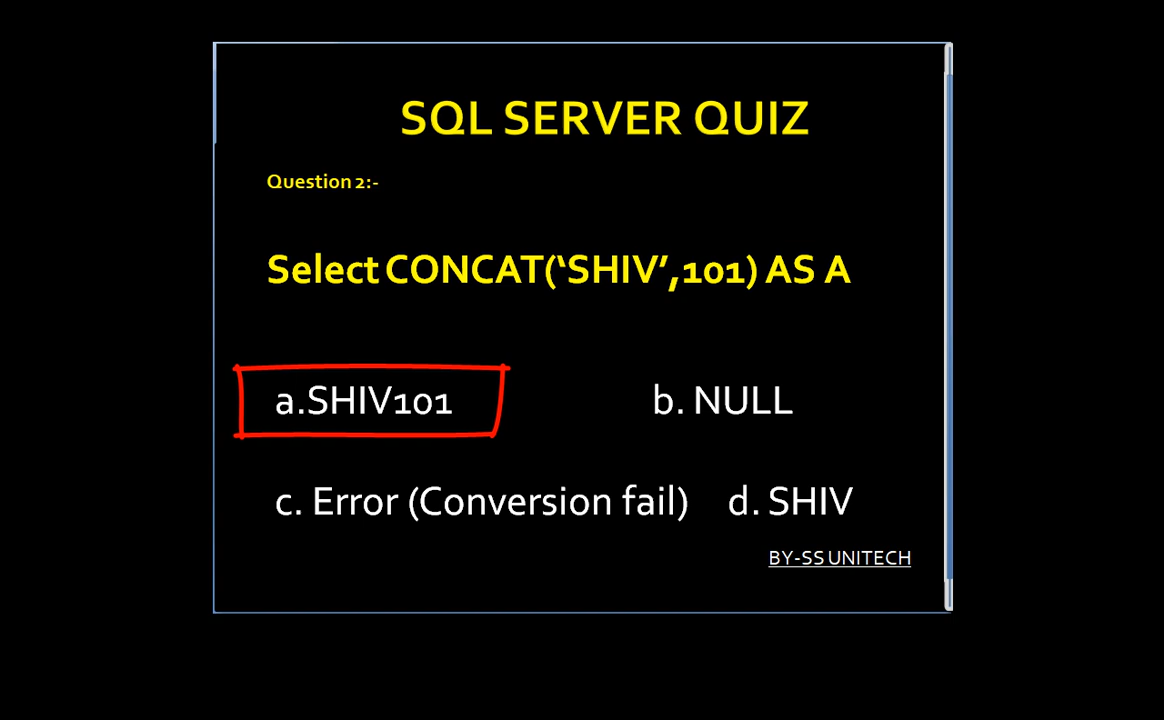 SQL SERVER QUIZ
Question 2:-
Select CONCAT(‘SHIV’,101) AS A
a.SHIV101 b. NULL
c. Error (Conversion fail) d. SHIV
BY-SS UNITECH